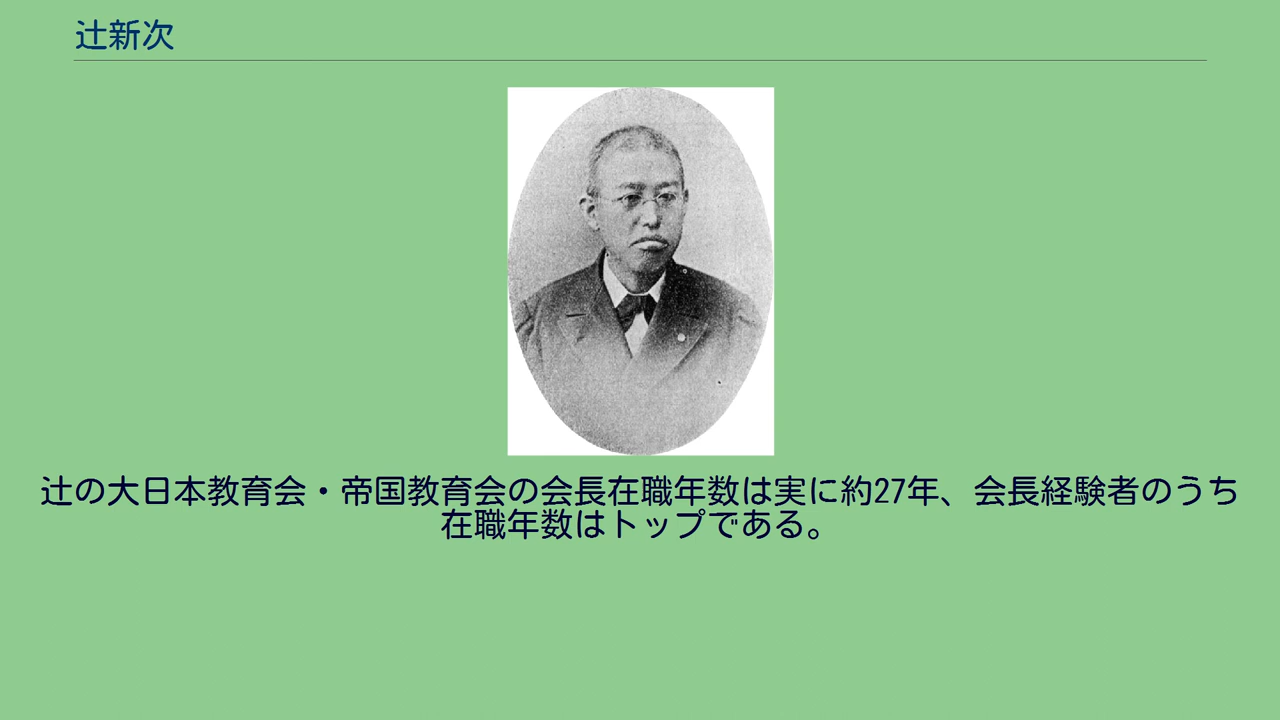 辻新次
辻の大日本教育会・帝国教育会の会長在職年数は実に約27年、会長経験者のうち
在職年数はトップである。